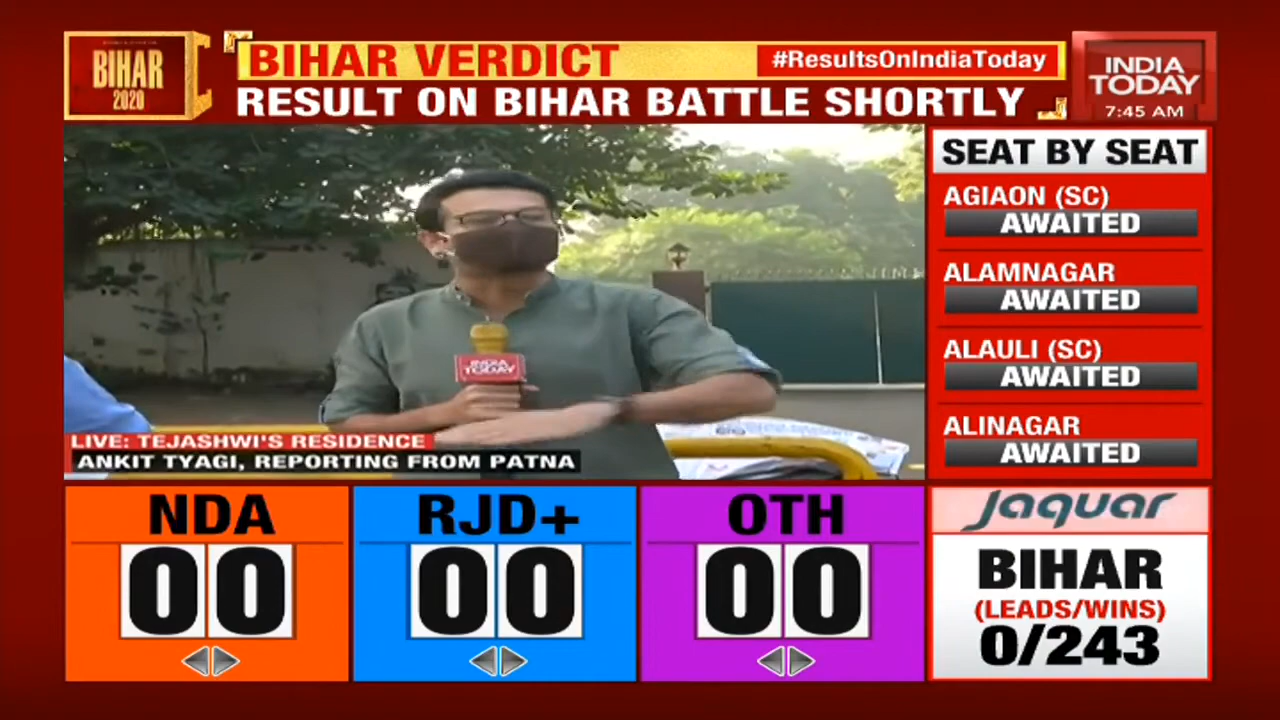 BIHAR
2020
BIHAR VERDICT
#ResultsOnIndiaToday
RESULT ON BIHAR BATTLE SHORTLY
INDIA
TODAY
7:45 AM
SEAT BY SEAT
AGIAON (SC)
AWAITED
ALAMNAGAR
AWAITED
ALAULI (SC)
AWAITED
ALINAGAR
AWAITED
INDIA
TODAY
LIVE: TEJASHWI'S RESIDENCE
ANKIT TYAGI, REPORTING FROM PATNA
NDA
00
RJD+
00
OTH
00
Jaquar
BIHAR
(LEADS/WINS)
0/243